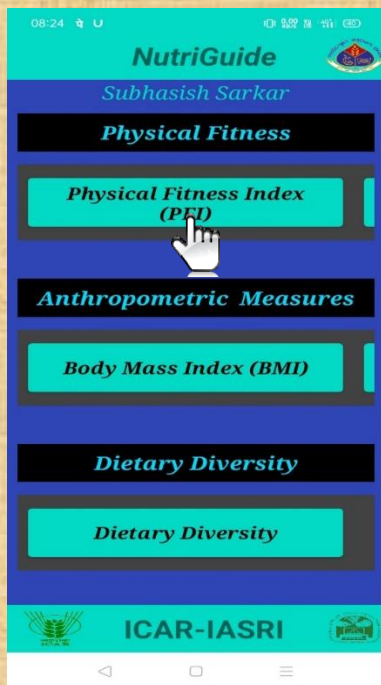 08:24
NutriGuide
Subhasish Sarkar
Physical Fitness
Physical Fitness Index
(PFI)
Anthropometric Measures
Body Mass Index (BMI)
Dietary Diversity
Dietary Diversity
ICAR-IASRI